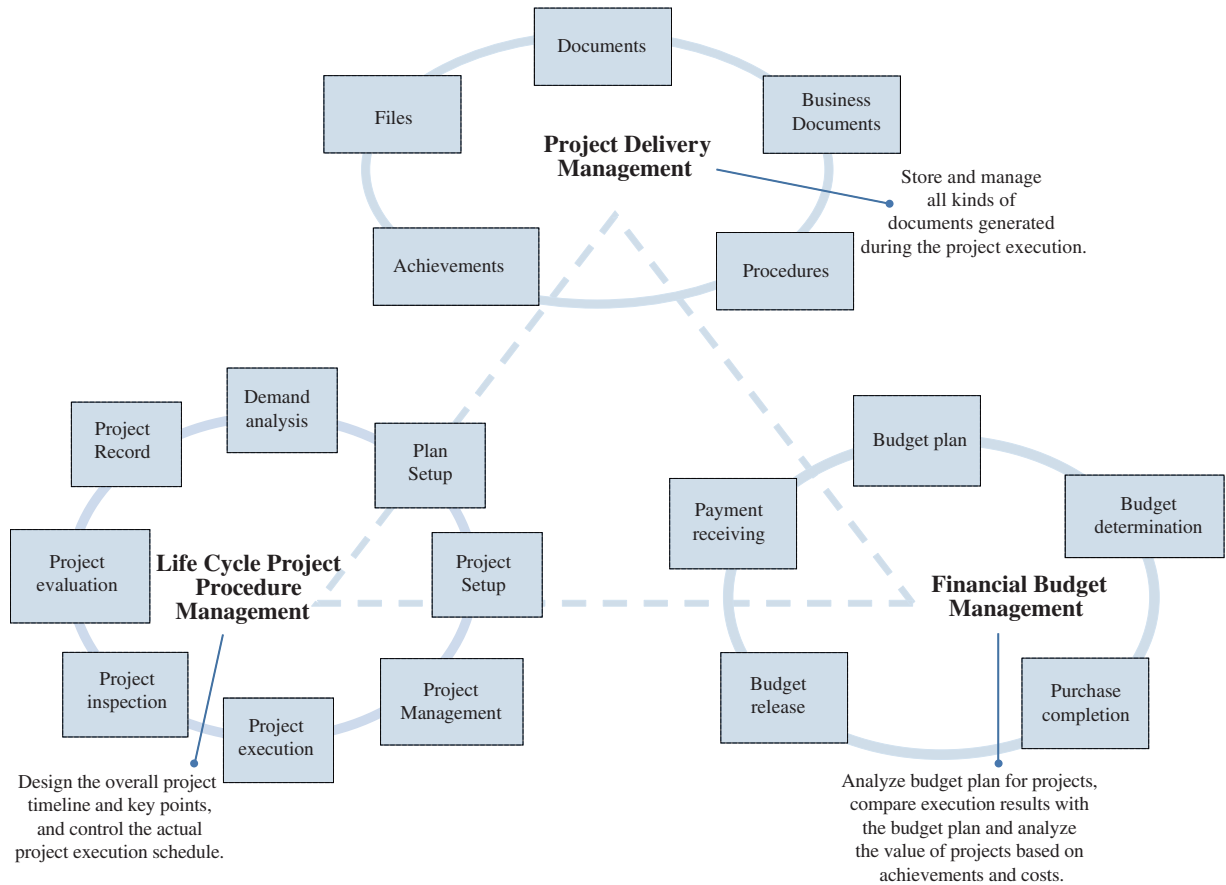 Documents
Files
Business
Documents
Project Delivery
Management
Store and manage
all kinds of
documents generated
during the project execution.
Achievements
Procedures
Demand
analysis
Project
Record
Plan
Setup
Project
evaluation
Life Cycle Project
Procedure
Management
Project
Setup
Project
inspection
Project
Management
Project
execution
Design the overall project
timeline and key points,
and control the actual
project execution schedule.
Budget plan
Payment
receiving
Budget
determination
Financial Budget
Management
Budget
release
Purchase
completion
Analyze budget plan for projects,
compare execution results with
the budget plan and analyze
the value of projects based on
achievements and costs.